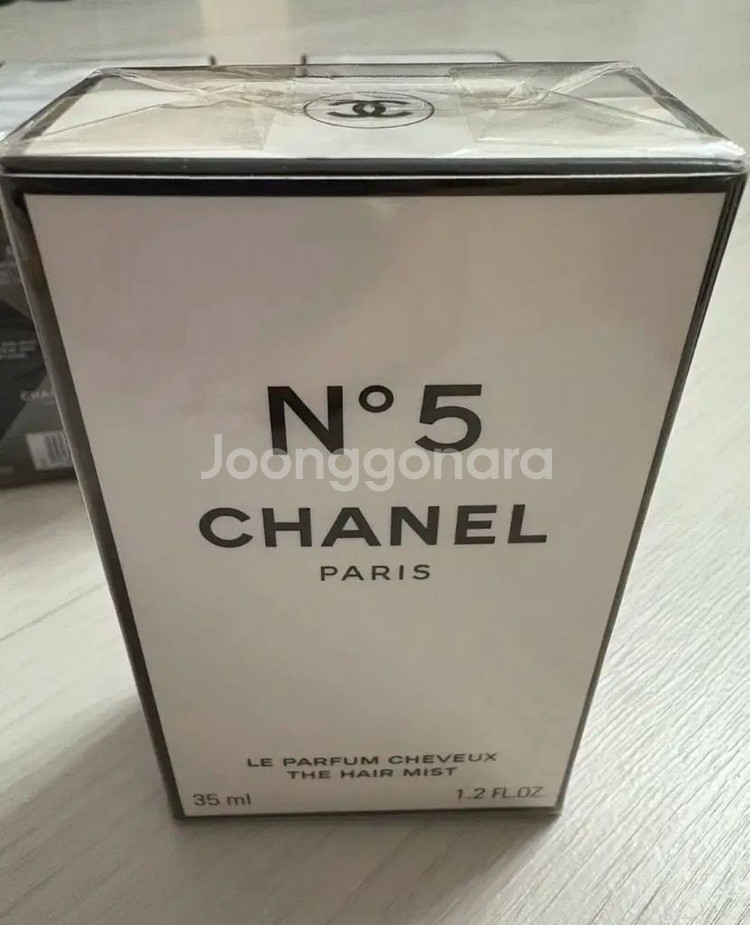 N° 5
Joonggonara
CHANEL
PARIS
LE PARFUM CHEVEUX
THE HAIR MIST
35 ml
1.2 FL.OZ